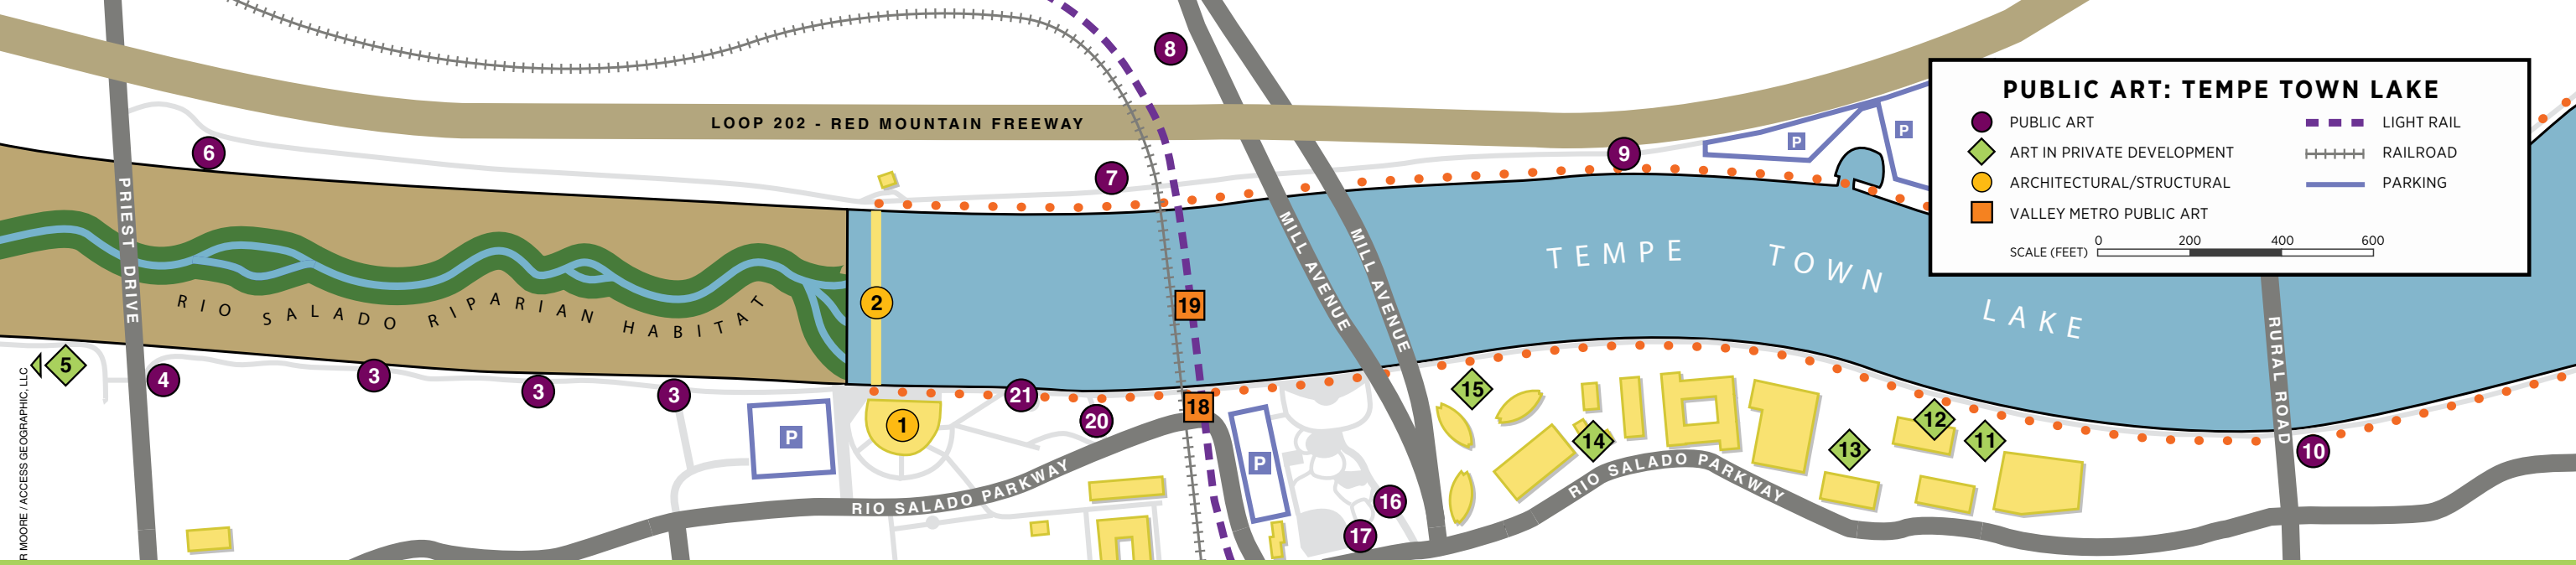 8
LOOP 202 - RED MOUNTAIN FREEWAY
6
7
9
P
P
PUBLIC ART: TEMPE TOWN LAKE
PUBLIC ART
ART IN PRIVATE DEVELOPMENT
ARCHITECTURAL/STRUCTURAL
VALLEY METRO PUBLIC ART
LIGHT RAIL
RAILROAD
PARKING
SCALE (FEET)
0 200 400 600
PRIEST DRIVE
RIO SALADO RIPARIAN HABITAT
2
19
MILL AVENUE
MILL AVENUE
TEMPE TOWN LAKE
RURAL ROAD
5
4
3
3
3
P
1
21
20
18
P
15
14
13
12
11
10
16
17
RIO SALADO PARKWAY
RIO SALADO PARKWAY
R MOORE / ACCESS GEOGRAPHIC, LLC